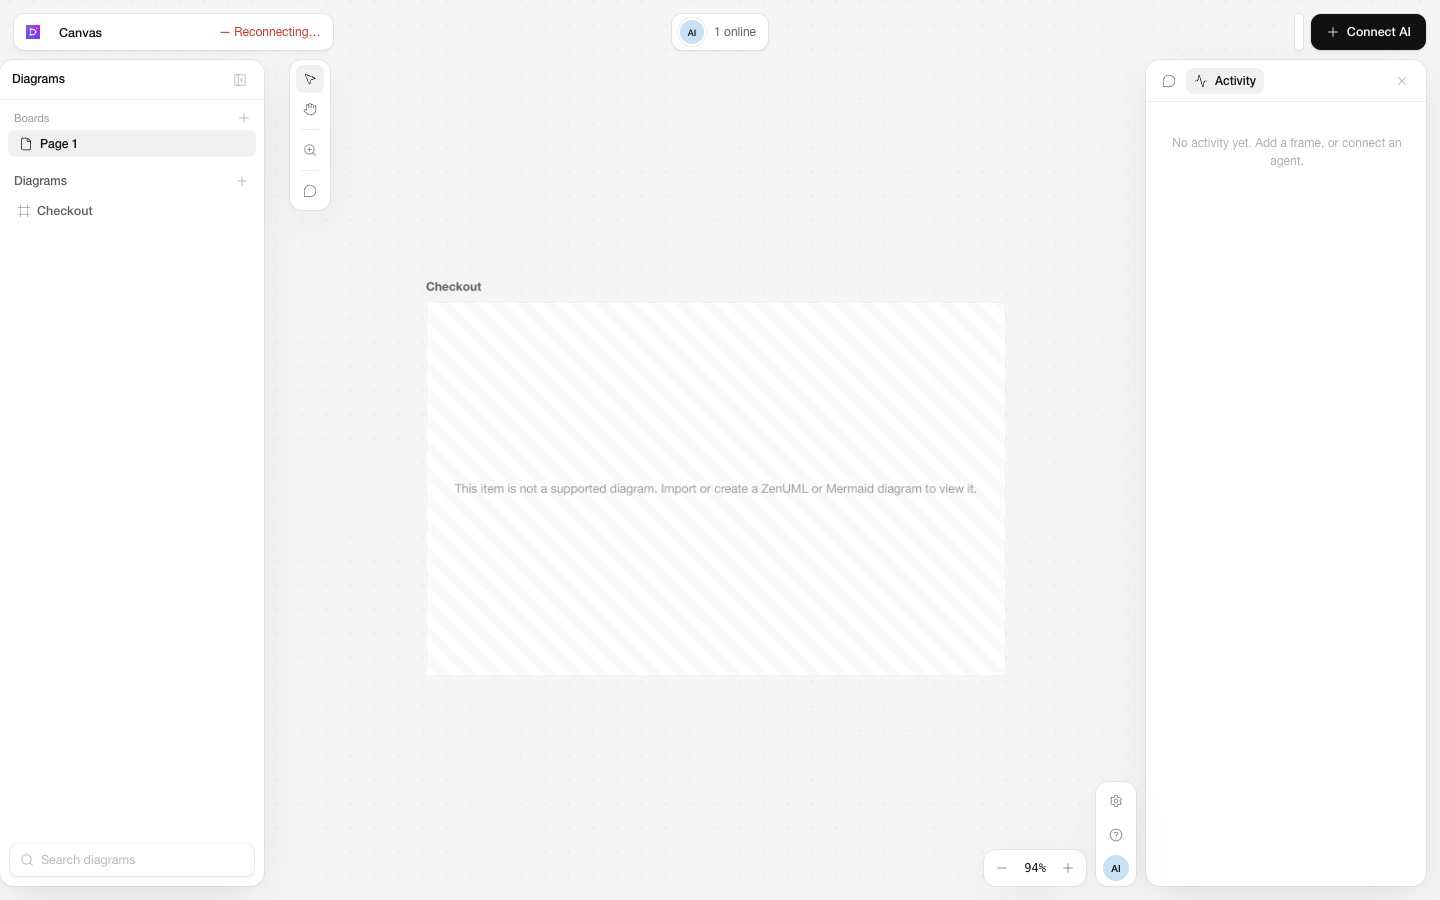 Canvas
Reconnecting...
AI
1 online
Connect AI
Diagrams
Boards
Page 1
Diagrams
Checkout
Search diagrams
Checkout
This item is not a supported diagram. Import or create a ZenUML or Mermaid diagram to view it.
94%
AI
Activity
No activity yet. Add a frame, or connect an
agent.